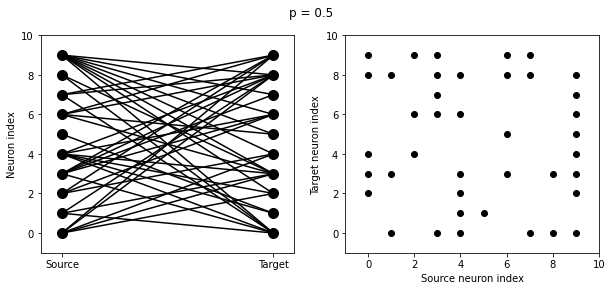 p = 0.5
Neuron index
10
8
6
4
2
0
Source Target
Target neuron index
10
8
6
4
2
0
0 2 4 6 8 10
Source neuron index